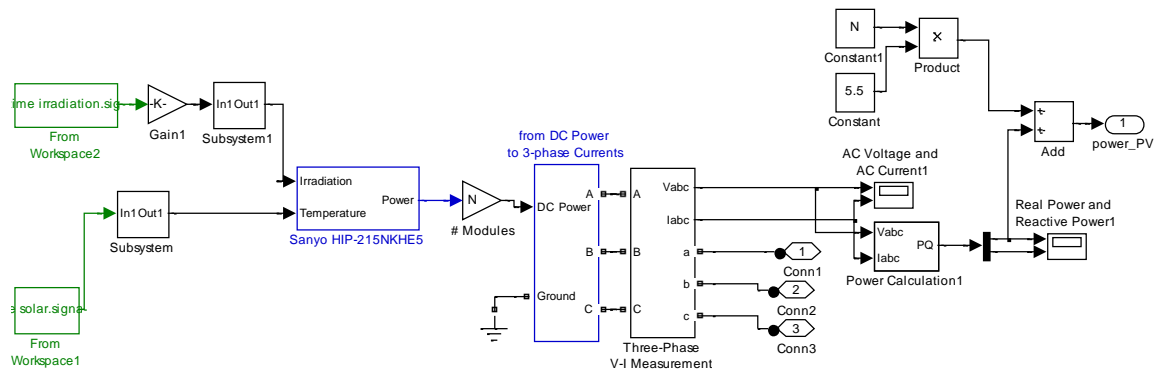 ime irradiation.sig
From
Workspace2
-K-
Gain1
In1 Out1
Subsystem1
In1 Out1
Subsystem
e solar.signa
From
Workspace1
Irradiation
Temperature
Power
Sanyo HIP-215NKHE5
N
# Modules
from DC Power
to 3-phase Currents
DC Power
Ground
A
B
C
A
B
C
Vabc
Iabc
a
b
c
Three-Phase
V-I Measurement
1
Conn1
2
Conn2
3
Conn3
AC Voltage and
AC Current1
Vabc
Iabc
PQ
Power Calculation1
Real Power and
Reactive Power1
N
Constant1
5.5
Constant
x
Product
Add
1
power_PV